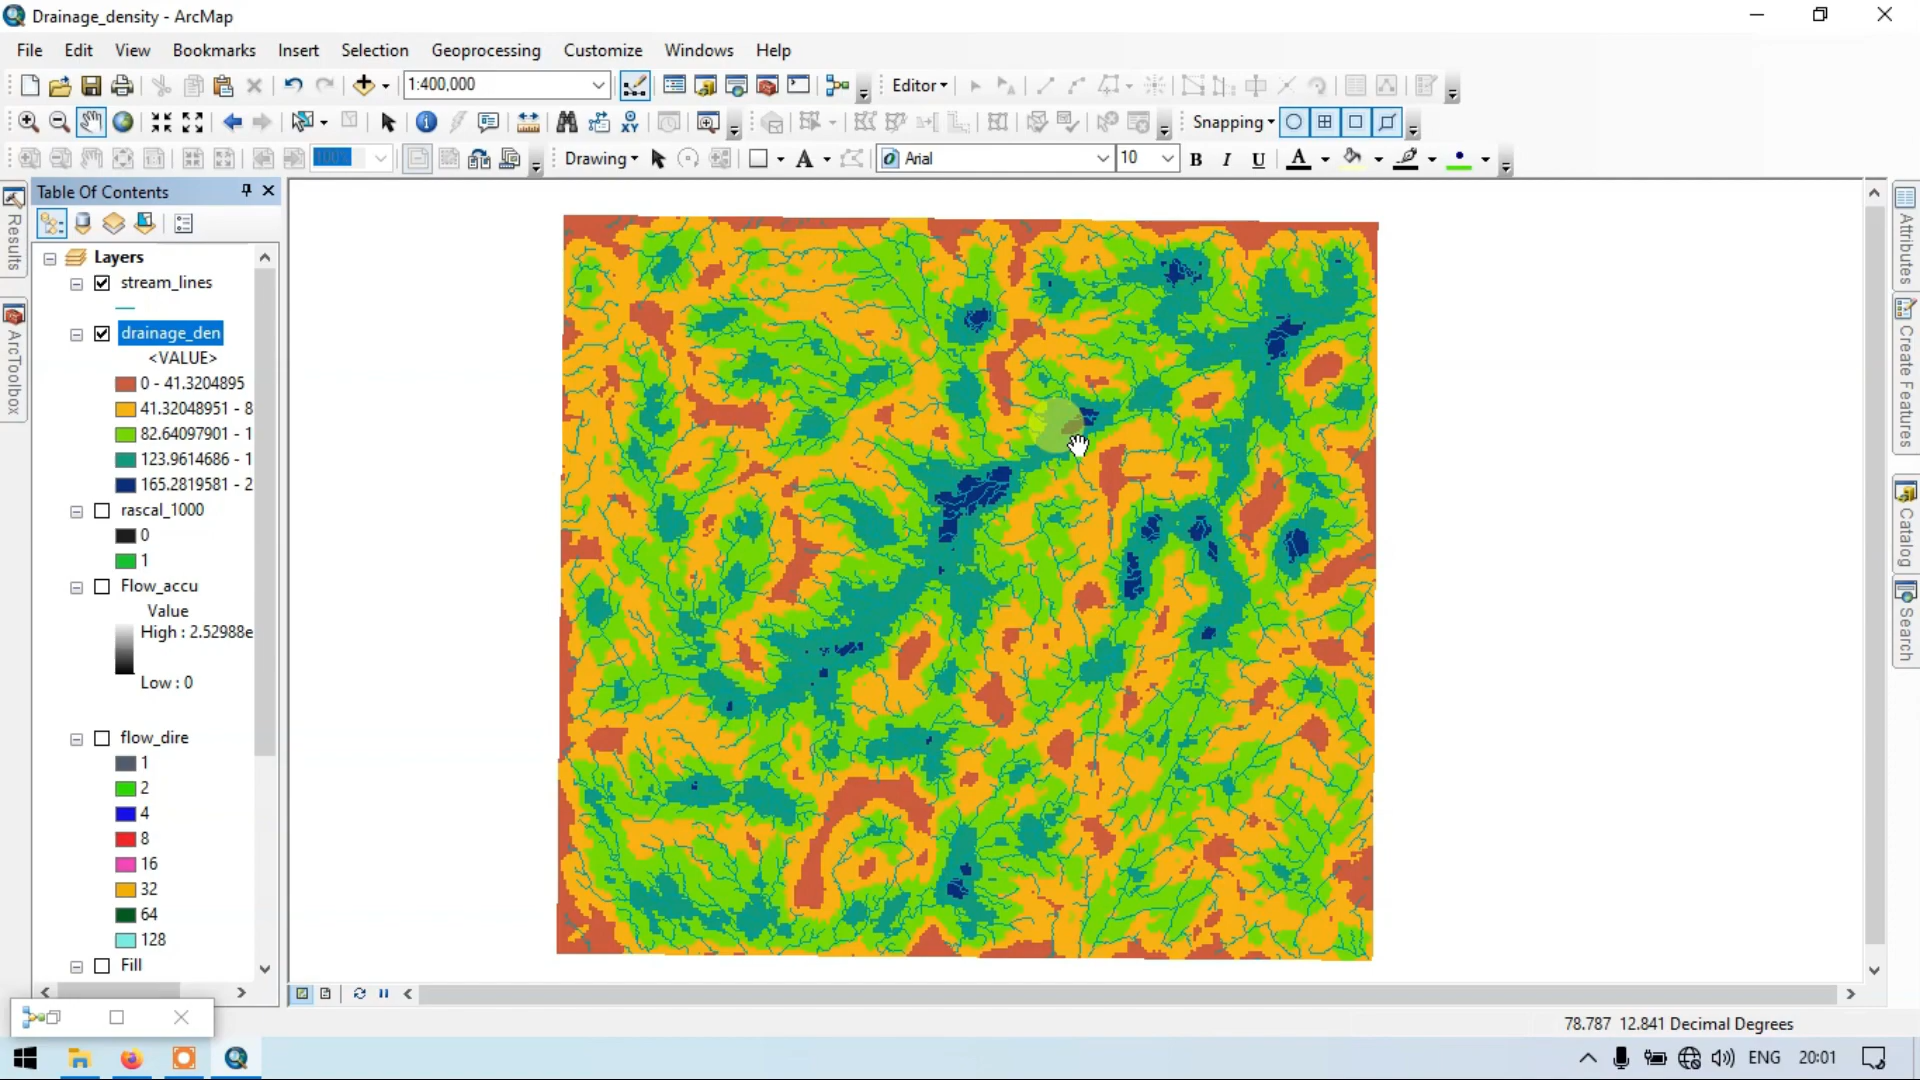 Drainage_density - ArcMap
File Edit View Bookmarks Insert Selection Geoprocessing Customize Windows Help
1:400,000 Editor
Snapping
100% Drawing A Arial 10 B I U A
Table Of Contents
Results
ArcToolbox
Layers
stream_lines
drainage_den
<VALUE>
0 - 41.3204895
41.32048951 - 8
82.64097901 - 1
123.9614686 - 1
165.2819581 - 2
rascal_1000
0
1
Flow_accu
Value
High : 2.52988e
Low : 0
flow_dire
1
2
4
8
16
32
64
128
Fill
Attributes
Create Features
Catalog
Search
78.787 12.841 Decimal Degrees
ENG 20:01